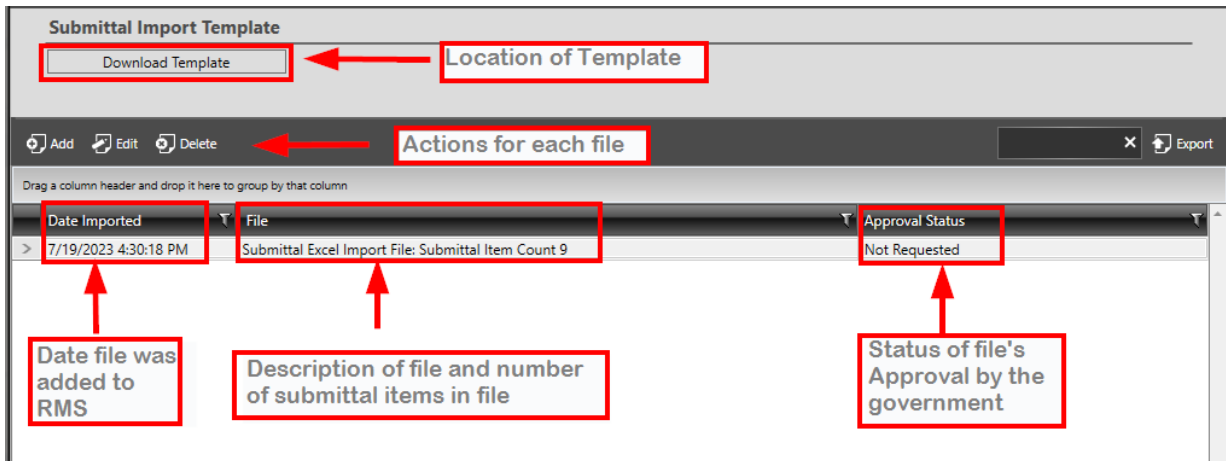 Submittal Import Template
Download Template
Location of Template
Add Edit Delete
Actions for each file
Export
Drag a column header and drop it here to group by that column
Date Imported File Approval Status
7/19/2023 4:30:18 PM Submittal Excel Import File: Submittal Item Count 9 Not Requested
Date file was
added to
RMS
Description of file and number
of submittal items in file
Status of file's
Approval by the
government